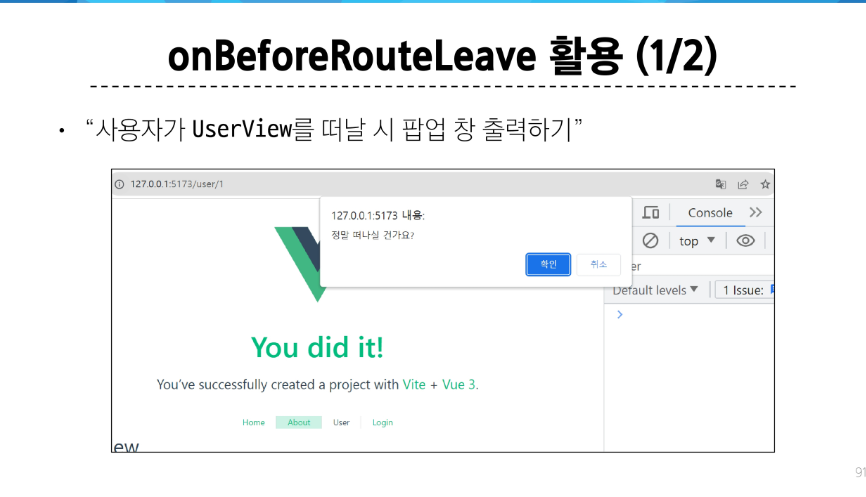 onBeforeRouteLeave 활용 (1/2)
• “사용자가 UserView를 떠날 시 팝업 창 출력하기”
127.0.0.1:5173/user/1
127.0.0.1:5173 내용:
정말 떠나실 건가요?
확인 취소
Console
top
er
Default levels
1 Issue:
You did it!
You’ve successfully created a project with Vite + Vue 3.
Home About User Login
ew
91